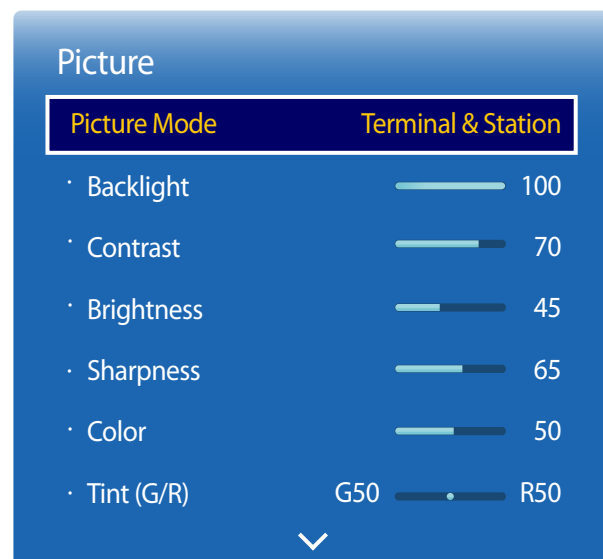 Picture
Picture Mode Terminal & Station
· Backlight 100
· Contrast 70
· Brightness 45
· Sharpness 65
· Color 50
· Tint (G/R) G50 R50